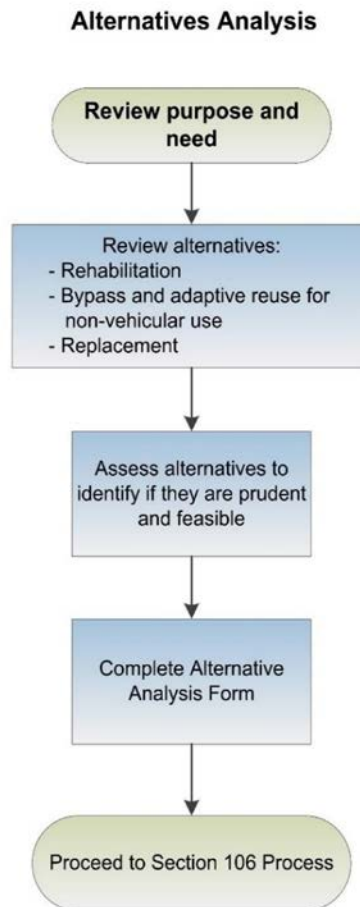 Alternatives Analysis
Review purpose and
need
Review alternatives:
- Rehabilitation
- Bypass and adaptive reuse for
non-vehicular use
- Replacement
Assess alternatives to
identify if they are prudent
and feasible
Complete Alternative
Analysis Form
Proceed to Section 106 Process